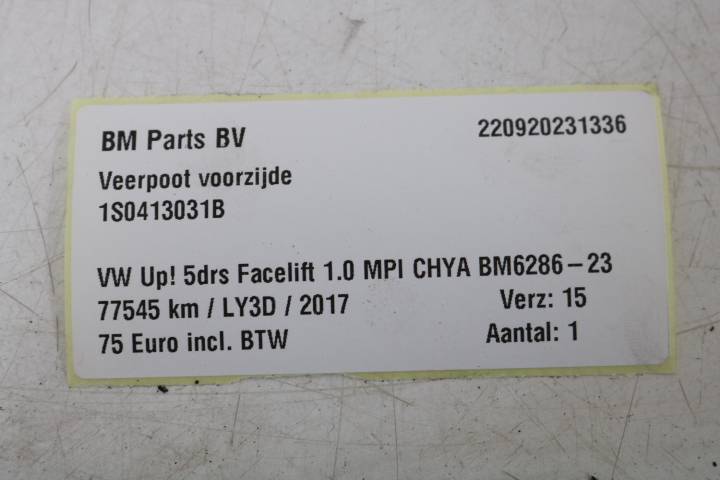 BM Parts BV 220920231336
Veerpoot voorzijde
1S0413031B
VW Up! 5drs Facelift 1.0 MPI CHYA BM6286-23
77545 km / LY3D / 2017 Verz: 15
75 Euro incl. BTW Aantal: 1